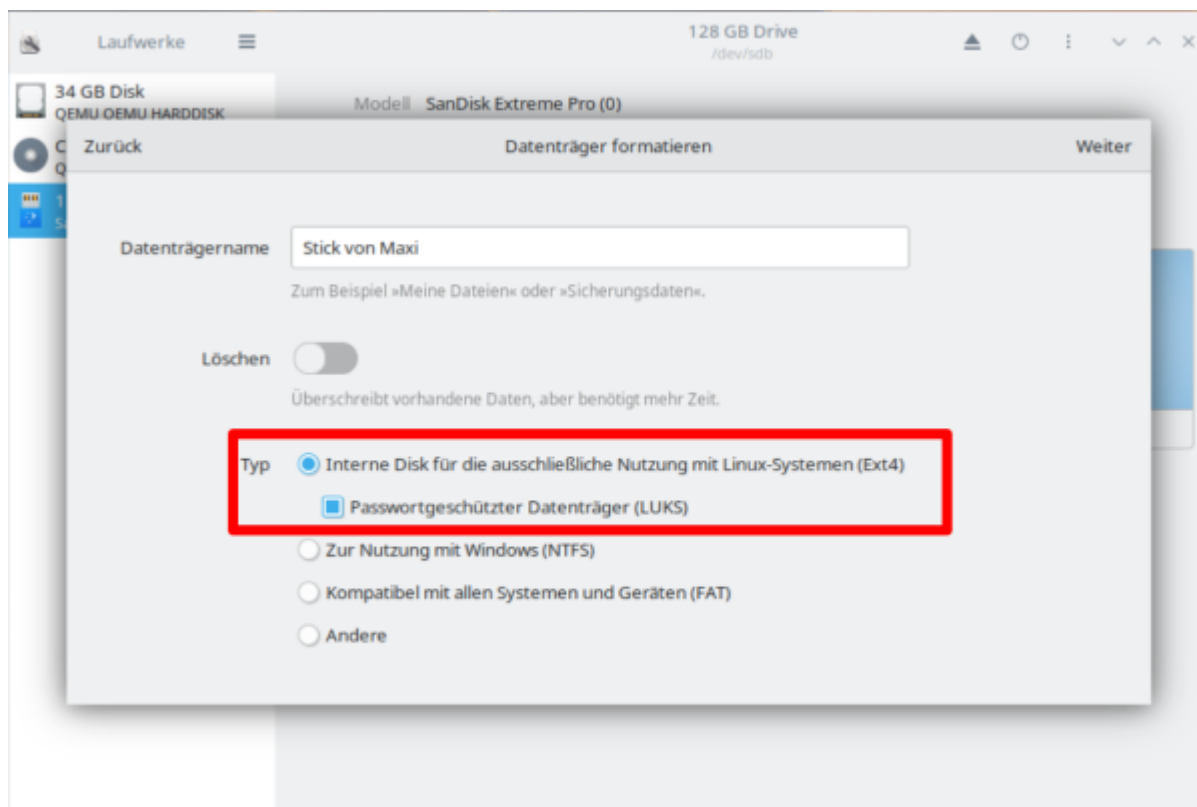 Laufwerke
128 GB Drive
/dev/sdb
34 GB Disk
QEMU QEMU HARDDISK
Modell SanDisk Extreme Pro (0)
Zurück
Datenträger formatieren
Weiter
Datenträgername
Stick von Maxi
Zum Beispiel »Meine Dateien« oder »Sicherungsdaten«.
Löschen
Überschreibt vorhandene Daten, aber benötigt mehr Zeit.
Typ
Interne Disk für die ausschließliche Nutzung mit Linux-Systemen (Ext4)
Passwortgeschützter Datenträger (LUKS)
Zur Nutzung mit Windows (NTFS)
Kompatibel mit allen Systemen und Geräten (FAT)
Andere